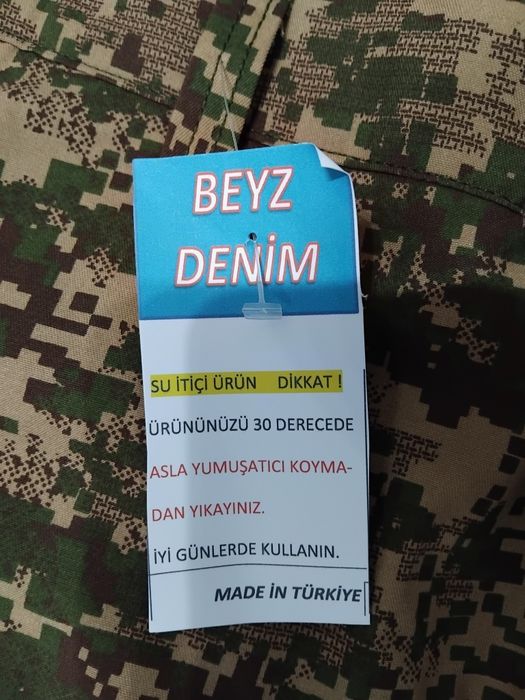 BEYZ
DENİM
SU İTİÇİ ÜRÜN DİKKAT !
ÜRÜNÜNÜZÜ 30 DERECEDE
ASLA YUMUŞATICI KOYMA-
DAN YIKAYINIZ.
İYİ GÜNLERDE KULLANIN.
MADE İN TÜRKİYE